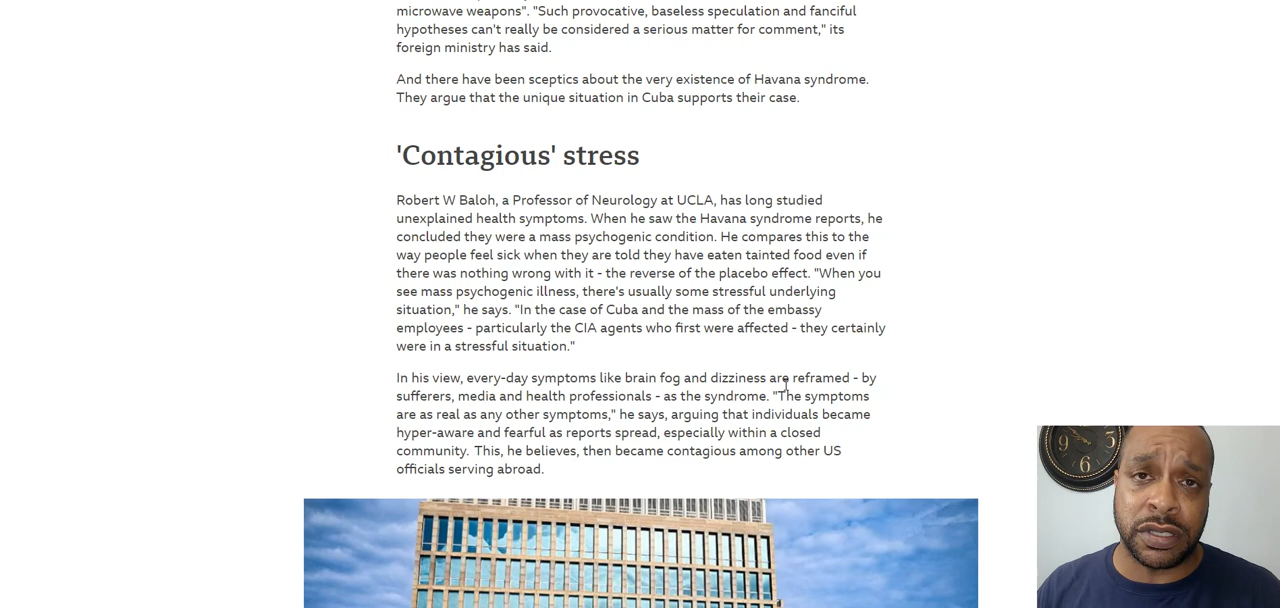 microwave weapons". "Such provocative, baseless speculation and fanciful
hypotheses can't really be considered a serious matter for comment," its
foreign ministry has said.
And there have been sceptics about the very existence of Havana syndrome.
They argue that the unique situation in Cuba supports their case.
'Contagious' stress
Robert W Baloh, a Professor of Neurology at UCLA, has long studied
unexplained health symptoms. When he saw the Havana syndrome reports, he
concluded they were a mass psychogenic condition. He compares this to the
way people feel sick when they are told they have eaten tainted food even if
there was nothing wrong with it - the reverse of the placebo effect. "When you
see mass psychogenic illness, there's usually some stressful underlying
situation," he says. "In the case of Cuba and the mass of the embassy
employees - particularly the CIA agents who first were affected - they certainly
were in a stressful situation."
In his view, every-day symptoms like brain fog and dizziness are reframed - by
sufferers, media and health professionals - as the syndrome. "The symptoms
are as real as any other symptoms," he says, arguing that individuals became
hyper-aware and fearful as reports spread, especially within a closed
community. This, he believes, then became contagious among other US
officials serving abroad.
6